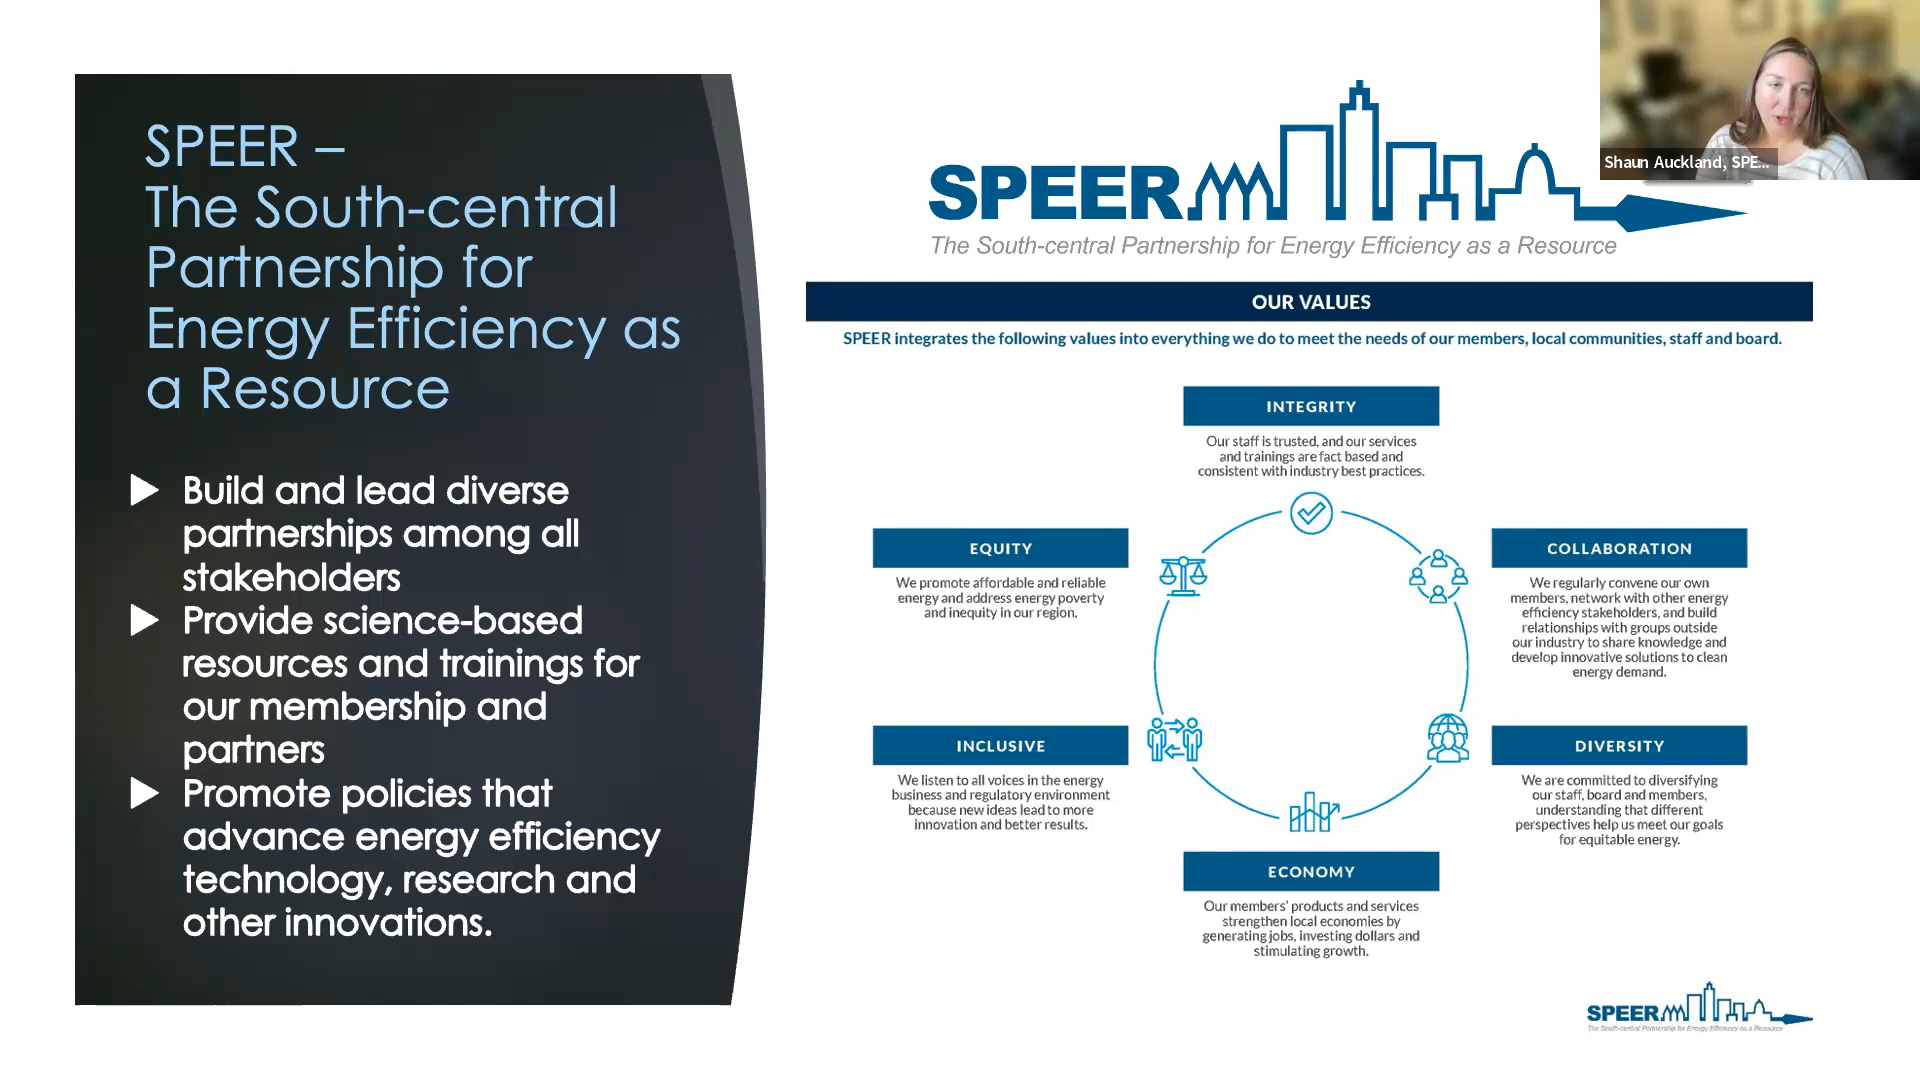 SPEER –
The South-central
Partnership for
Energy Efficiency as
a Resource
Build and lead diverse
partnerships among all
stakeholders
Provide science-based
resources and trainings for
our membership and
partners
Promote policies that
advance energy efficiency
technology, research and
other innovations.
SPEER
The South-central Partnership for Energy Efficiency as a Resource
Shaun Auckland, SPE...
OUR VALUES
SPEER integrates the following values into everything we do to meet the needs of our members, local communities, staff and board.
INTEGRITY
Our staff is trusted, and our services
and trainings are fact based and
consistent with industry best practices.
EQUITY
We promote affordable and reliable
energy and address energy poverty
and inequity in our region.
COLLABORATION
We regularly convene our own
members, network with other energy
efficiency stakeholders, and build
relationships with groups outside
our industry to share knowledge and
develop innovative solutions to clean
energy demand.
INCLUSIVE
We listen to all voices in the energy
business and regulatory environment
because new ideas lead to more
innovation and better results.
DIVERSITY
We are committed to diversifying
our staff, board and members,
understanding that different
perspectives help us meet our goals
for equitable energy.
ECONOMY
Our members' products and services
strengthen local economies by
generating jobs, investing dollars and
stimulating growth.
SPEER
The South-central Partnership for Energy Efficiency as a Resource